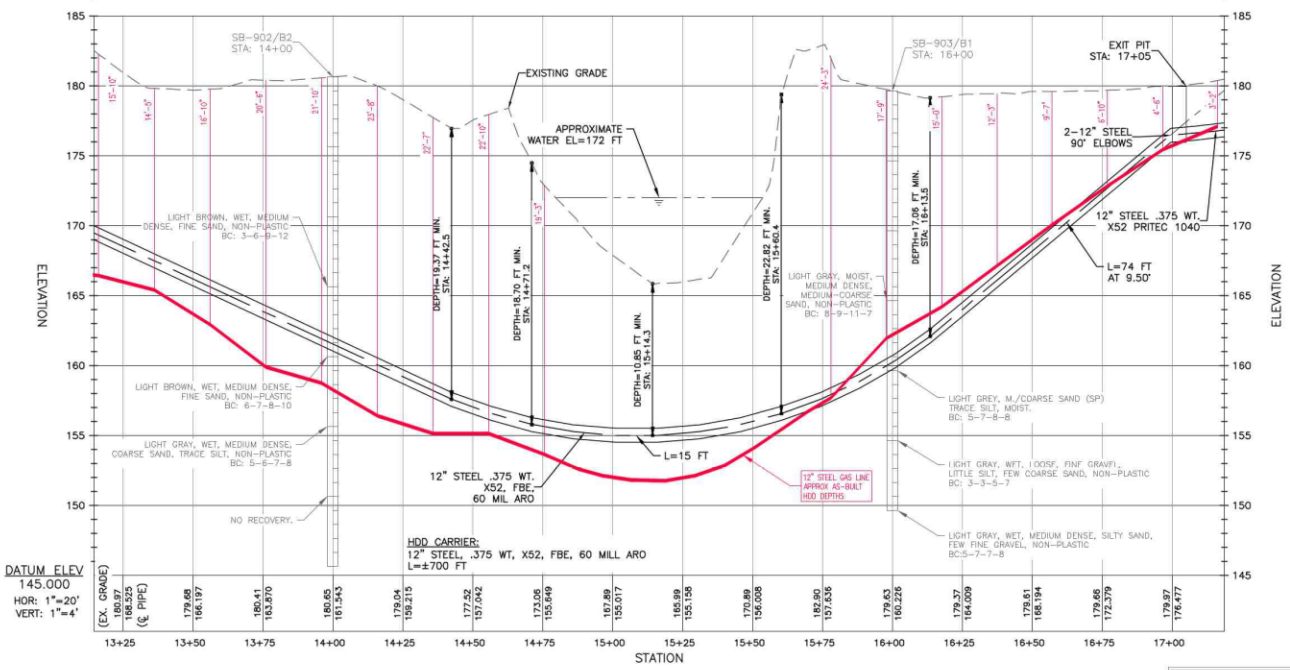 185
180
175
170
165
160
155
150
ELEVATION
DATUM ELEV
145.000
HOR: 1"=20'
VERT: 1"=4'
185
180
175
170
165
160
155
150
145
ELEVATION
SB-902/B2
STA: 14+00
SB-903/B1
STA: 16+00
EXIT PIT
STA: 17+05
EXISTING GRADE
APPROXIMATE
WATER EL=172 FT
2-12" STEEL
90° ELBOWS
12" STEEL .375 WT.
X52 PRITEC 1040
L=74 FT
AT 9.50°
15'-10"
14'-5"
16'-10"
20'-6"
21'-10"
23'-8"
22'-7"
22'-10"
19'-3"
24'-3"
17'-9"
15'-0"
12'-3"
9'-7"
6'-10"
4'-6"
3'-2"
DEPTH=19.37 FT MIN.
STA: 14+42.5
DEPTH=18.70 FT MIN.
STA: 14+71.2
DEPTH=10.85 FT MIN.
STA: 15+14.3
DEPTH=22.82 FT MIN.
STA: 15+60.4
DEPTH=17.06 FT MIN.
STA: 16+13.5
LIGHT BROWN, WET, MEDIUM
DENSE, FINE SAND, NON-PLASTIC
BC: 3-6-9-12
LIGHT BROWN, WET, MEDIUM DENSE,
FINE SAND, NON-PLASTIC
BC: 6-7-8-10
LIGHT GRAY, WET, MEDIUM DENSE,
COARSE SAND, TRACE SILT, NON-PLASTIC
BC: 5-6-7-8
NO RECOVERY.
LIGHT GRAY, MOIST,
MEDIUM DENSE,
MEDIUM-COARSE
SAND, NON-PLASTIC
BC: 8-9-11-7
LIGHT GREY, M./COARSE SAND (SP)
TRACE SILT, MOIST.
BC: 5-7-8-8
LIGHT GRAY, WET, LOOSE, FINE GRAVEL,
LITTLE SILT, FEW COARSE SAND, NON-PLASTIC
BC: 3-3-5-7
LIGHT GRAY, WET, MEDIUM DENSE, SILTY SAND,
FEW FINE GRAVEL, NON-PLASTIC
BC:5-7-7-8
L=15 FT
12" STEEL .375 WT.
X52, FBE,
60 MIL ARO
12" STEEL GAS LINE
APPROX AS-BUILT
HDD DEPTHS
HDD CARRIER:
12" STEEL, .375 WT, X52, FBE, 60 MILL ARO
L=±700 FT
(EX. GRADE)
(℄ PIPE)
180.97
168.525
179.68
166.197
180.41
163.870
180.65
161.543
179.04
159.215
177.52
157.042
173.06
155.649
167.89
155.017
165.99
155.158
170.89
156.008
182.90
157.636
179.63
160.226
179.37
164.009
179.61
168.194
179.66
172.379
179.97
176.477
13+25
13+50
13+75
14+00
14+25
14+50
14+75
15+00
15+25
15+50
15+75
16+00
16+25
16+50
16+75
17+00
STATION